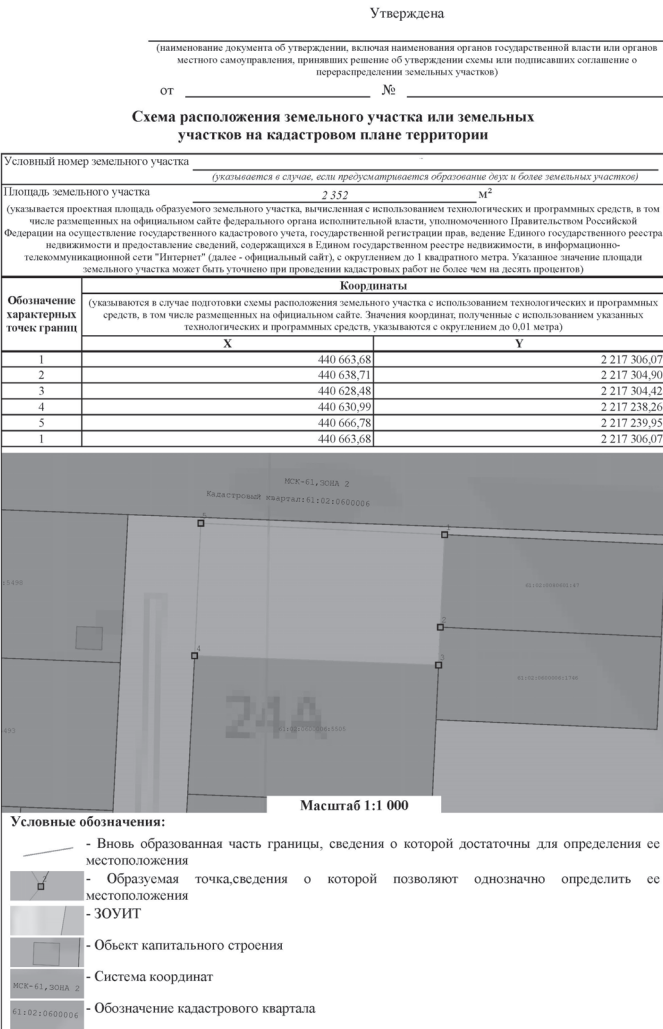 Утверждена
(наименование документа об утверждении, включая наименования органов государственной власти или органов
местного самоуправления, принявших решение об утверждении схемы или подписавших соглашение о
перераспределении земельных участков)
от № 
Схема расположения земельного участка или земельных
участков на кадастровом плане территории
Условный номер земельного участка -
(указывается в случае, если предусматривается образование двух и более земельных участков)
Площадь земельного участка 2 352 м²
(указывается проектная площадь образуемого земельного участка, вычисленная с использованием технологических и программных средств, в том
числе размещенных на официальном сайте федерального органа исполнительной власти, уполномоченного Правительством Российской
Федерации на осуществление государственного кадастрового учета, государственной регистрации прав, ведение Единого государственного реестра
недвижимости и предоставление сведений, содержащихся в Едином государственном реестре недвижимости, в информационно-
телекоммуникационной сети "Интернет" (далее - официальный сайт), с округлением до 1 квадратного метра. Указанное значение площади
земельного участка может быть уточнено при проведении кадастровых работ не более чем на десять процентов)
Обозначение
характерных
точек границ
Координаты
(указываются в случае подготовки схемы расположения земельного участка с использованием технологических и программных
средств, в том числе размещенных на официальном сайте. Значения координат, полученные с использованием указанных
технологических и программных средств, указываются с округлением до 0,01 метра)
X Y
1 440 663,68 2 217 306,07
2 440 638,71 2 217 304,90
3 440 628,48 2 217 304,42
4 440 630,99 2 217 238,26
5 440 666,78 2 217 239,95
1 440 663,68 2 217 306,07
МСК-61, ЗОНА 2
Кадастровый квартал:61:02:0600006
5
1
2
3
4
24А
Масштаб 1:1 000
Условные обозначения:
- Вновь образованная часть границы, сведения о которой достаточны для определения ее
местоположения
- Образуемая точка,сведения о которой позволяют однозначно определить ее
местоположения
- ЗОУИТ
- Обьект капитального строения
МСК-61, ЗОНА 2 - Система координат
61:02:0600006 - Обозначение кадастрового квартала